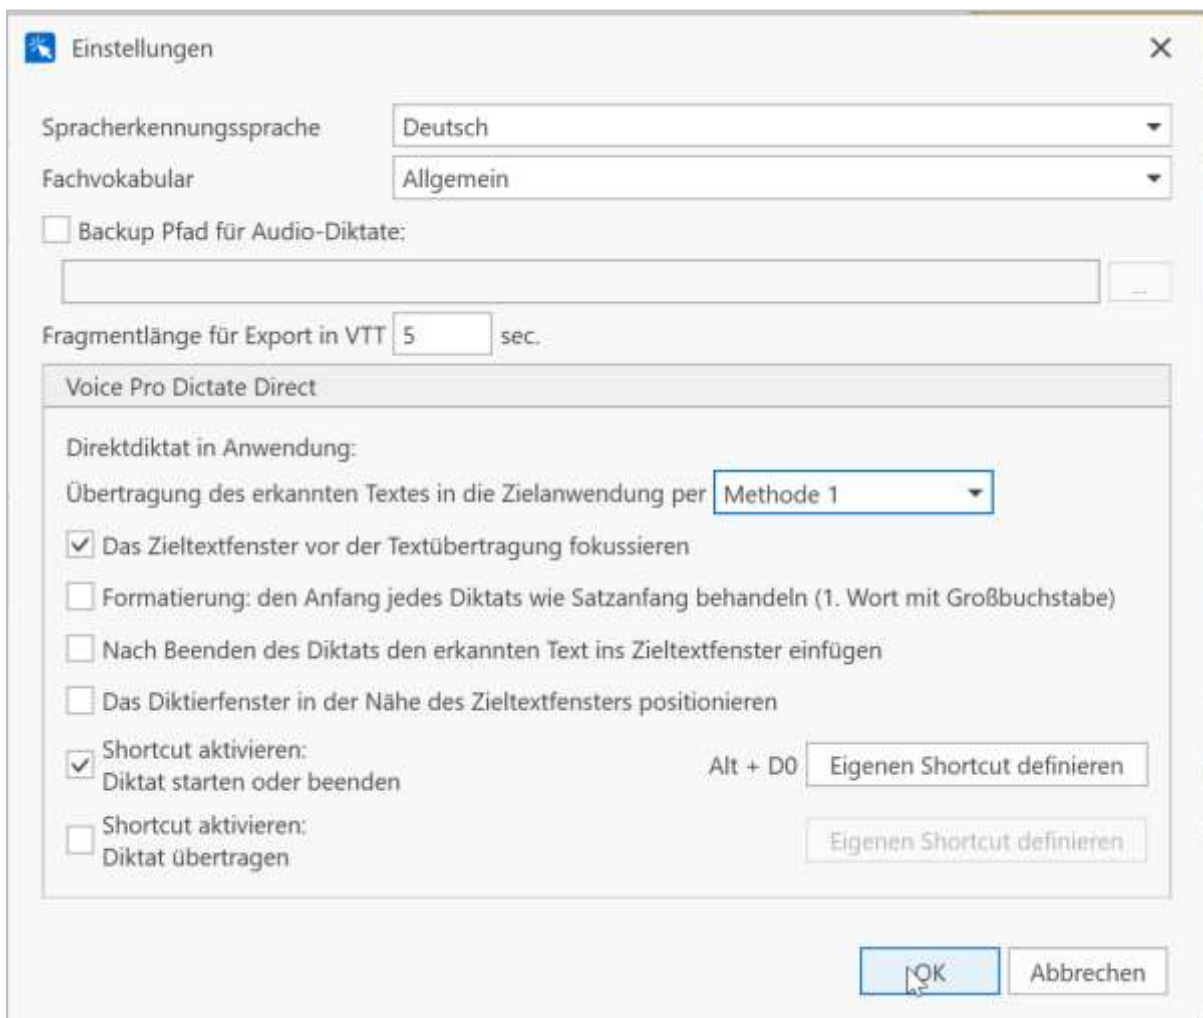 Einstellungen
Spracherkennungssprache Deutsch
Fachvokabular Allgemein
Backup Pfad für Audio-Diktate:
...
Fragmentlänge für Export in VTT 5 sec.
Voice Pro Dictate Direct
Direktdiktat in Anwendung:
Übertragung des erkannten Textes in die Zielanwendung per Methode 1
Das Zieltextfenster vor der Textübertragung fokussieren
Formatierung: den Anfang jedes Diktats wie Satzanfang behandeln (1. Wort mit Großbuchstabe)
Nach Beenden des Diktats den erkannten Text ins Zieltextfenster einfügen
Das Diktierfenster in der Nähe des Zieltextfensters positionieren
Shortcut aktivieren:
Diktat starten oder beenden Alt + D0 Eigenen Shortcut definieren
Shortcut aktivieren:
Diktat übertragen Eigenen Shortcut definieren
OK Abbrechen